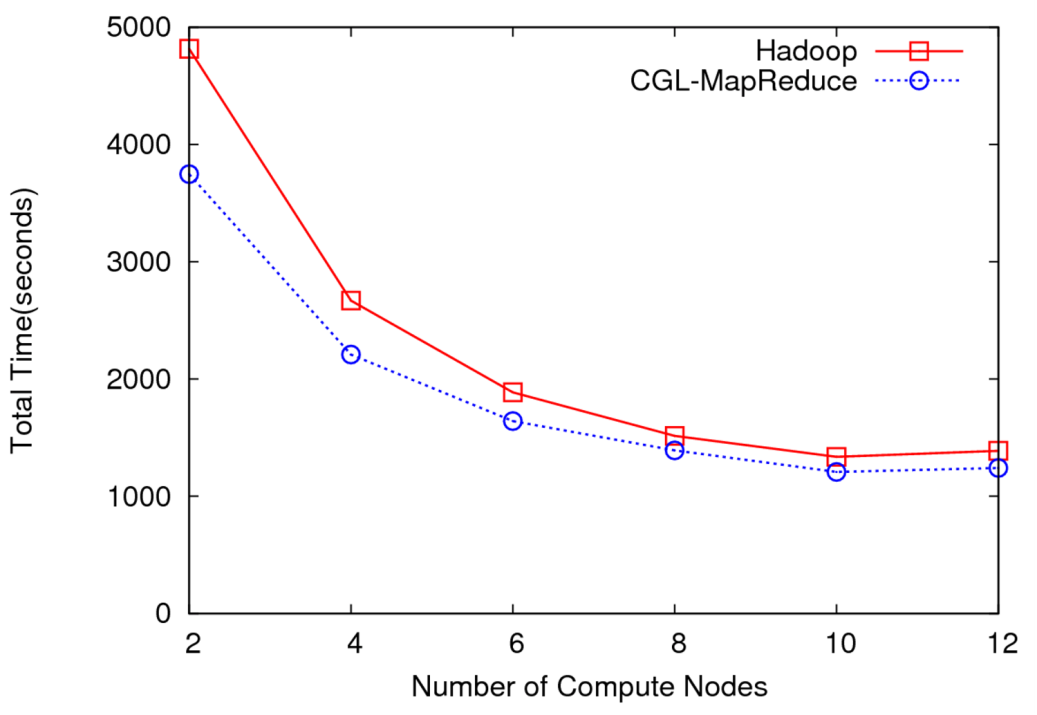 5000
4000
3000
2000
1000
0
2 4 6 8 10 12
Total Time(seconds)
Number of Compute Nodes
Hadoop
CGL-MapReduce